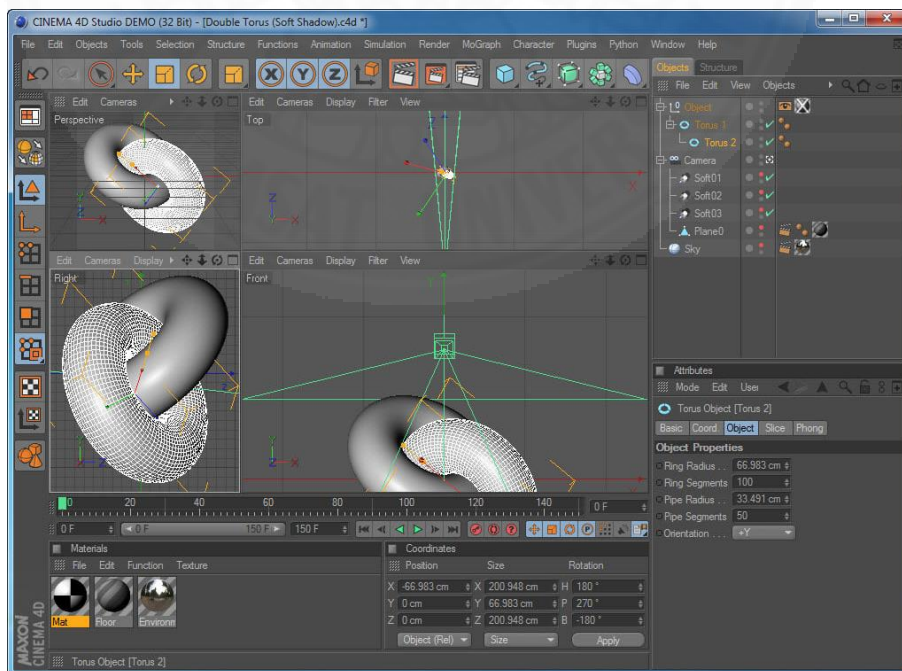 CINEMA 4D Studio DEMO (32 Bit) - [Double Torus (Soft Shadow).c4d *]
File Edit Objects Tools Selection Structure Functions Animation Simulation Render MoGraph Character Plugins Python Window Help
Objects Structure
File Edit View Objects
Edit Cameras
Perspective
Edit Cameras Display Filter View
Top
Object
Torus 1
Torus 2
Camera
Soft01
Soft02
Soft03
Plane0
Sky
Edit Cameras Display
Right
Edit Cameras Display Filter View
Front
Attributes
Mode Edit User
Torus Object [Torus 2]
Basic Coord. Object Slice Phong
Object Properties
Ring Radius . . 66.983 cm
Ring Segments 100
Pipe Radius . . 33.491 cm
Pipe Segments 50
Orientation . . . +Y
0 20 40 60 80 100 120 140 0 F
0 F 0 F 150 F 150 F
Materials
File Edit Function Texture
Mat Floor Environm
Coordinates
Position Size Rotation
X -66.983 cm X 200.948 cm H 180 °
Y 0 cm Y 66.983 cm P 270 °
Z 0 cm Z 200.948 cm B -180 °
Object (Rel) Size Apply
MAXON
CINEMA 4D
Torus Object [Torus 2]